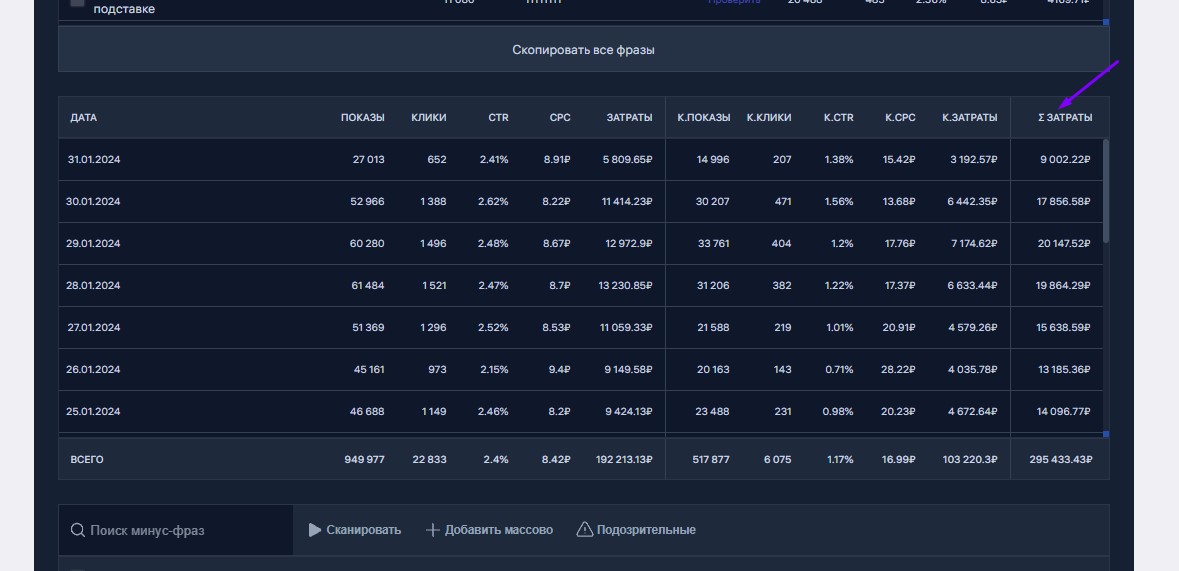 подставке
Проверить
Скопировать все фразы
ДАТА ПОКАЗЫ КЛИКИ CTR CPC ЗАТРАТЫ К.ПОКАЗЫ К.КЛИКИ К.CTR К.CPC К.ЗАТРАТЫ Σ ЗАТРАТЫ
31.01.2024 27 013 652 2.41% 8.91₽ 5 809.65₽ 14 996 207 1.38% 15.42₽ 3 192.57₽ 9 002.22₽
30.01.2024 52 966 1 388 2.62% 8.22₽ 11 414.23₽ 30 207 471 1.56% 13.68₽ 6 442.35₽ 17 856.58₽
29.01.2024 60 280 1 496 2.48% 8.67₽ 12 972.9₽ 33 761 404 1.2% 17.76₽ 7 174.62₽ 20 147.52₽
28.01.2024 61 484 1 521 2.47% 8.7₽ 13 230.85₽ 31 206 382 1.22% 17.37₽ 6 633.44₽ 19 864.29₽
27.01.2024 51 369 1 296 2.52% 8.53₽ 11 059.33₽ 21 588 219 1.01% 20.91₽ 4 579.26₽ 15 638.59₽
26.01.2024 45 161 973 2.15% 9.4₽ 9 149.58₽ 20 163 143 0.71% 28.22₽ 4 035.78₽ 13 185.36₽
25.01.2024 46 688 1 149 2.46% 8.2₽ 9 424.13₽ 23 488 231 0.98% 20.23₽ 4 672.64₽ 14 096.77₽
ВСЕГО 949 977 22 833 2.4% 8.42₽ 192 213.13₽ 517 877 6 075 1.17% 16.99₽ 103 220.3₽ 295 433.43₽
Поиск минус-фраз Сканировать Добавить массово Подозрительные